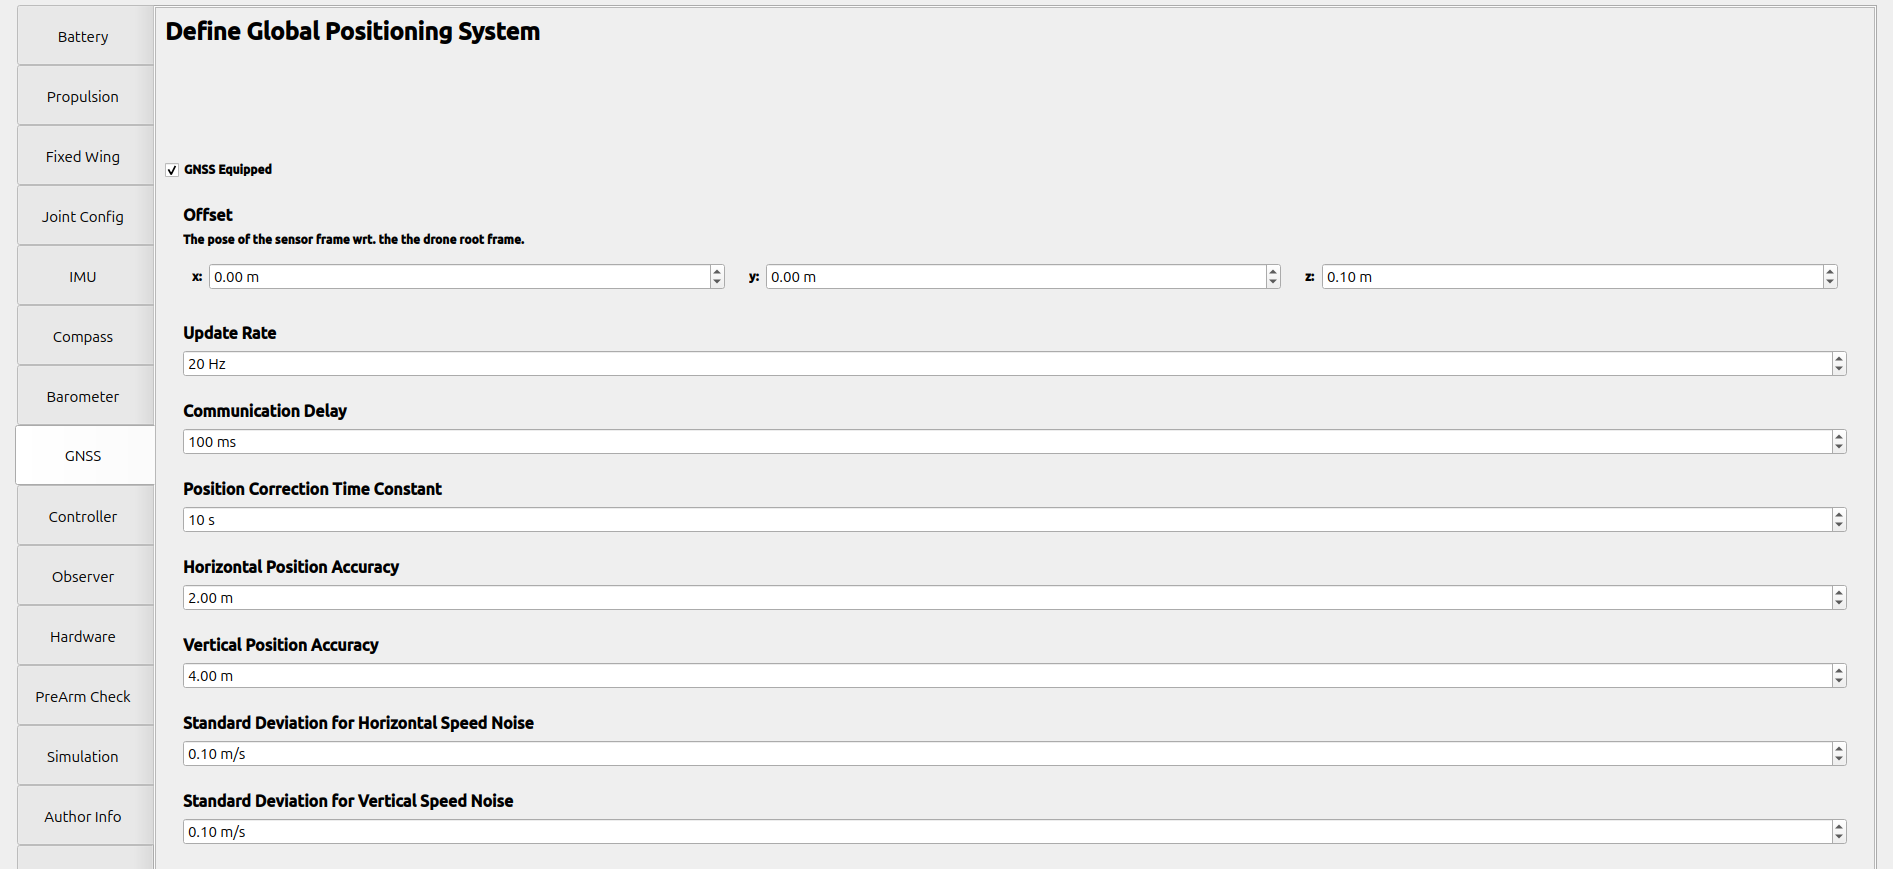 Battery
Propulsion
Fixed Wing
Joint Config
IMU
Compass
Barometer
GNSS
Controller
Observer
Hardware
PreArm Check
Simulation
Author Info
Define Global Positioning System
GNSS Equipped
Offset
The pose of the sensor frame wrt. the the drone root frame.
x: 0.00 m y: 0.00 m z: 0.10 m
Update Rate
20 Hz
Communication Delay
100 ms
Position Correction Time Constant
10 s
Horizontal Position Accuracy
2.00 m
Vertical Position Accuracy
4.00 m
Standard Deviation for Horizontal Speed Noise
0.10 m/s
Standard Deviation for Vertical Speed Noise
0.10 m/s